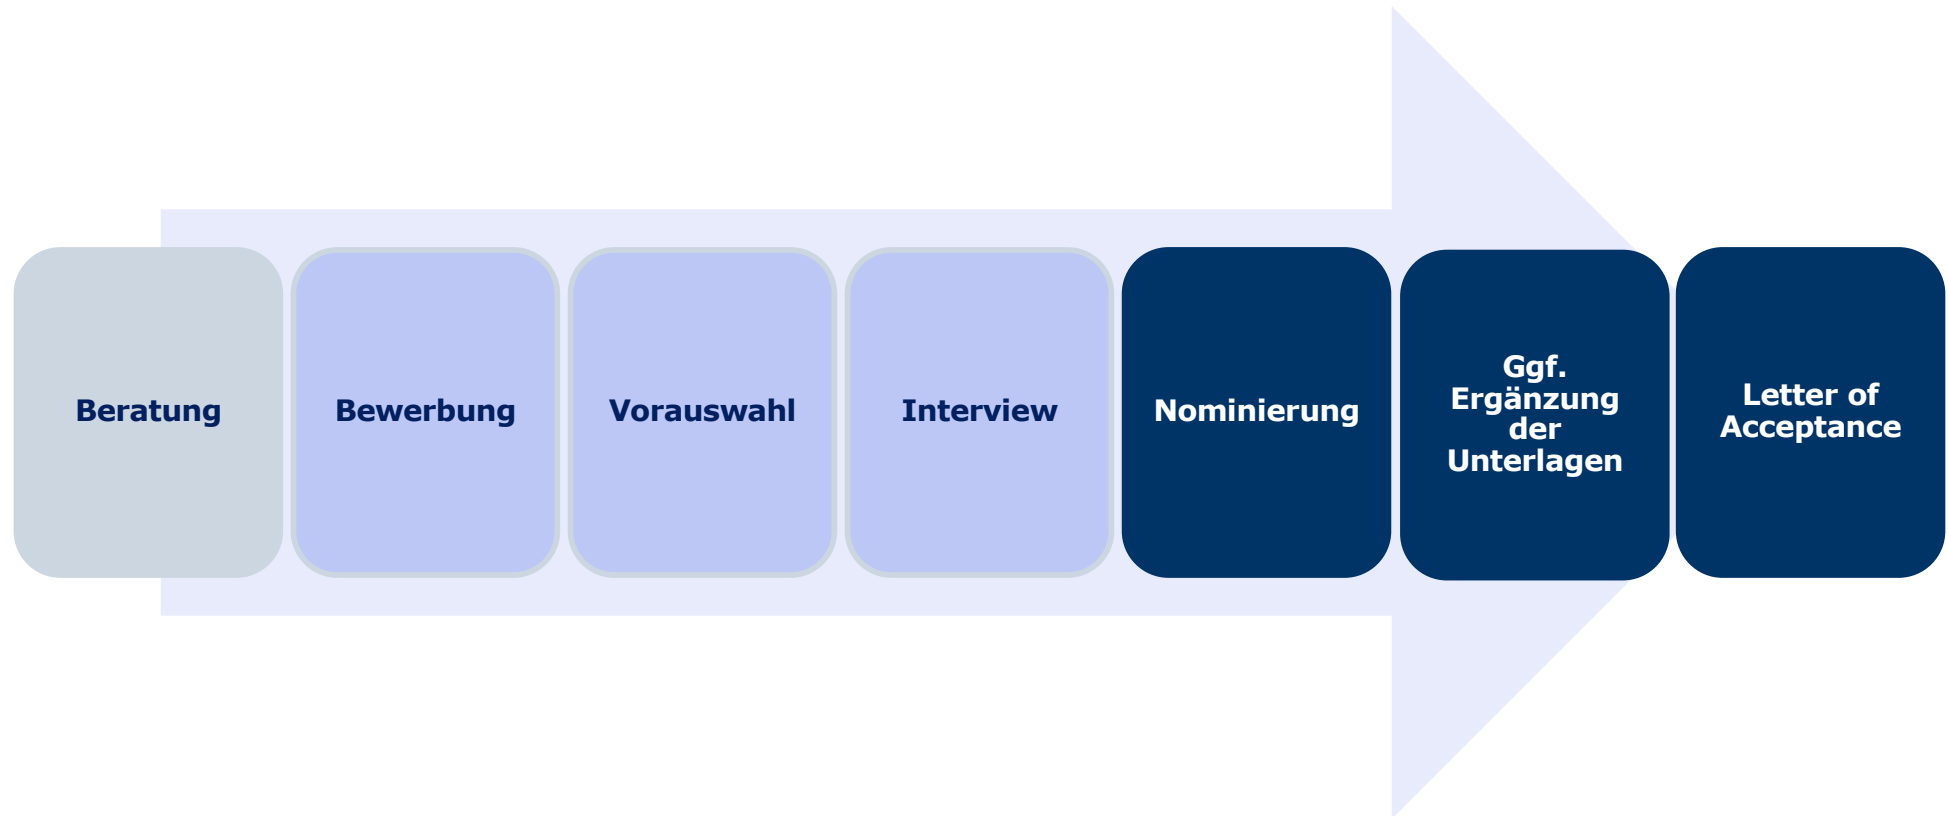 Beratung
Bewerbung
Vorauswahl
Interview
Nominierung
Ggf.
Ergänzung
der
Unterlagen
Letter of
Acceptance